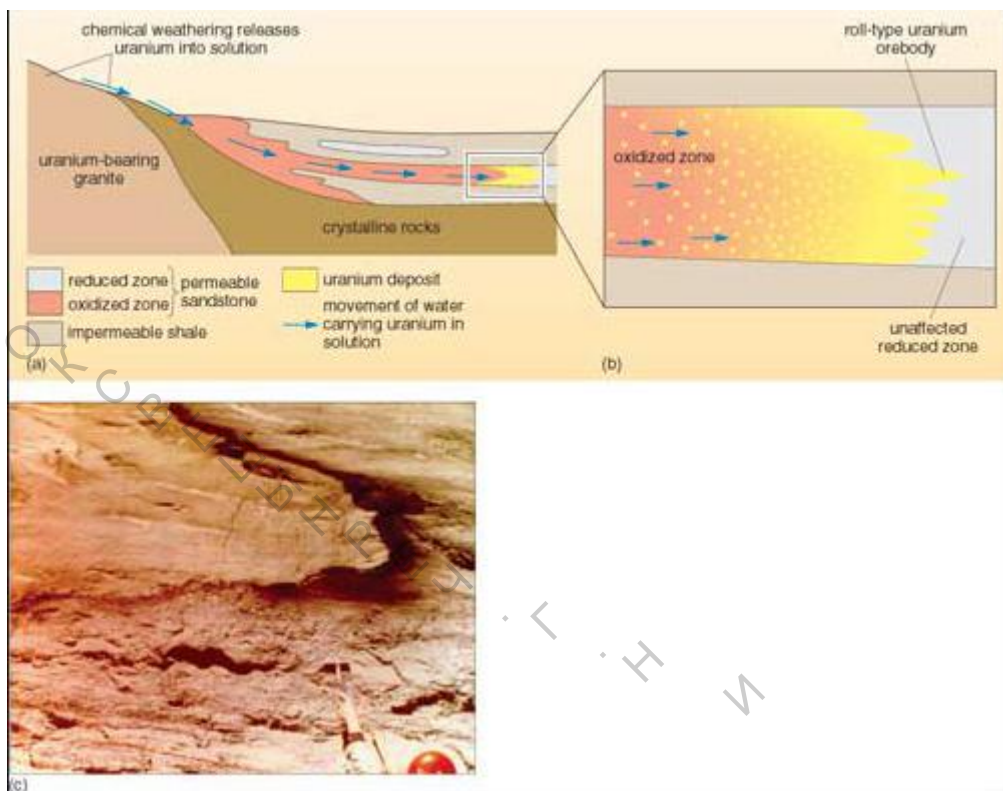 chemical weathering releases
uranium into solution
roll-type uranium
orebody
uranium-bearing
granite
oxidized zone
crystalline rocks
reduced zone
oxidized zone
permeable
sandstone
impermeable shale
uranium deposit
movement of water
carrying uranium in
solution
unaffected
reduced zone
(a)
(b)
(c)